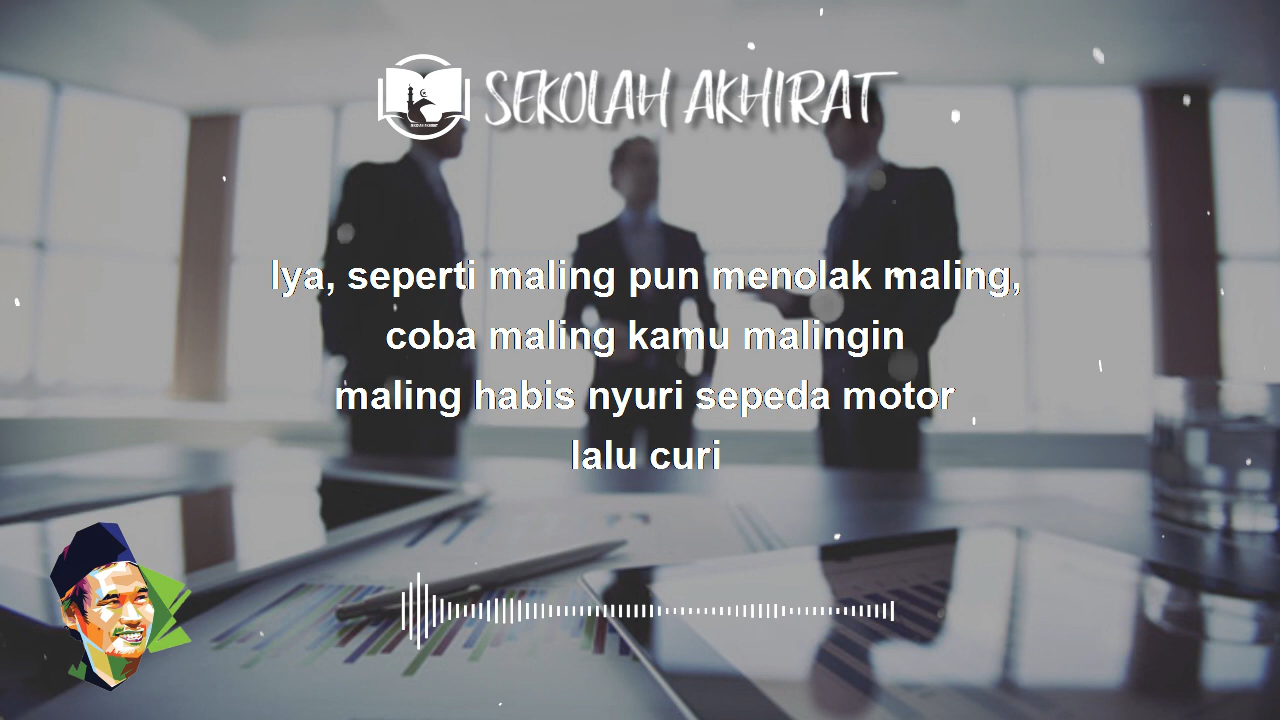 SEKOLAH AKHIRAT
Iya, seperti maling pun menolak maling,
coba maling kamu malingin
maling habis nyuri sepeda motor
lalu curi